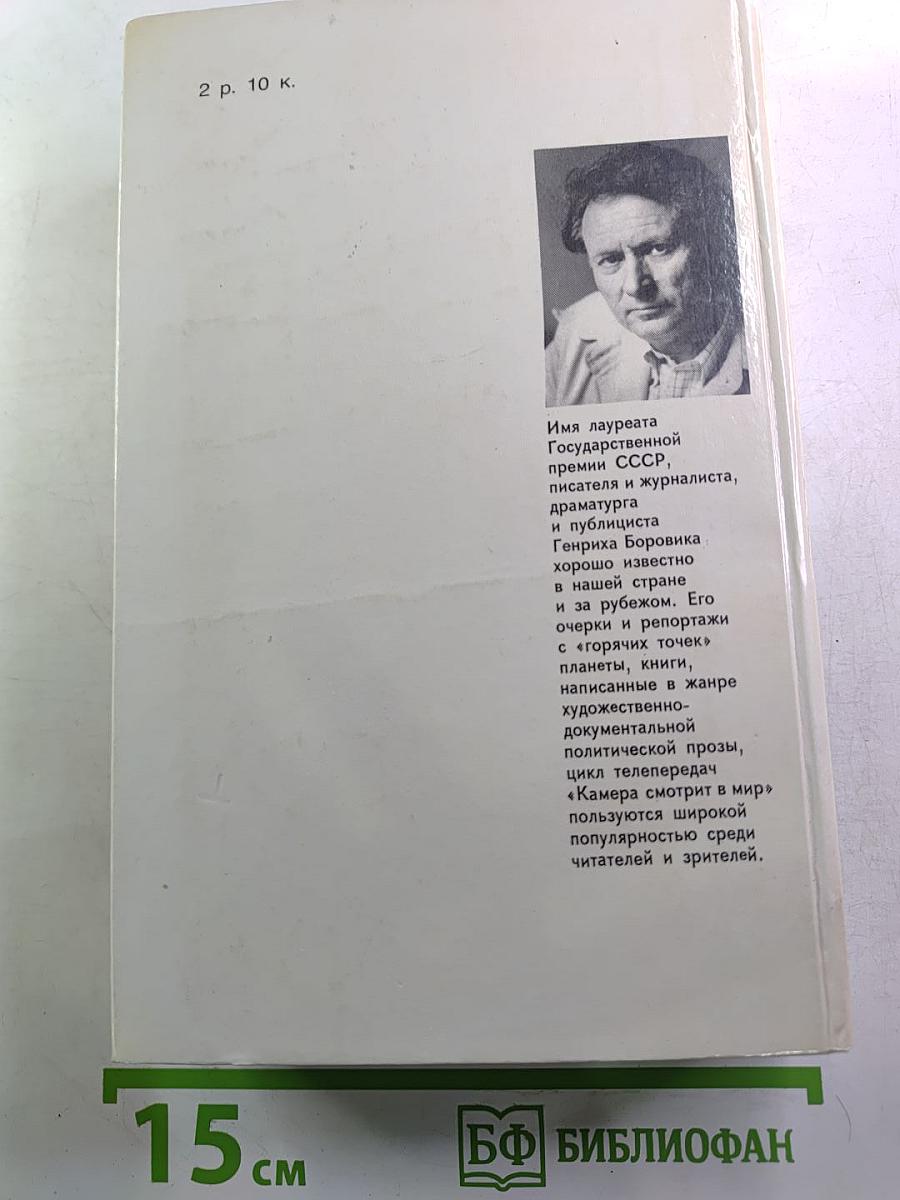 2 р. 10 к.
Имя лауреата
Государственной
премии СССР,
писателя и журналиста,
драматурга
и публициста
Генриха Боровика
хорошо известно
в нашей стране
и за рубежом. Его
очерки и репортажи
с «горячих точек»
планеты, книги,
написанные в жанре
художественно-
документальной
политической прозы,
цикл телепередач
«Камера смотрит в мир»
пользуются широкой
популярностью среди
читателей и зрителей.
15 см
БФ БИБЛИОФАН